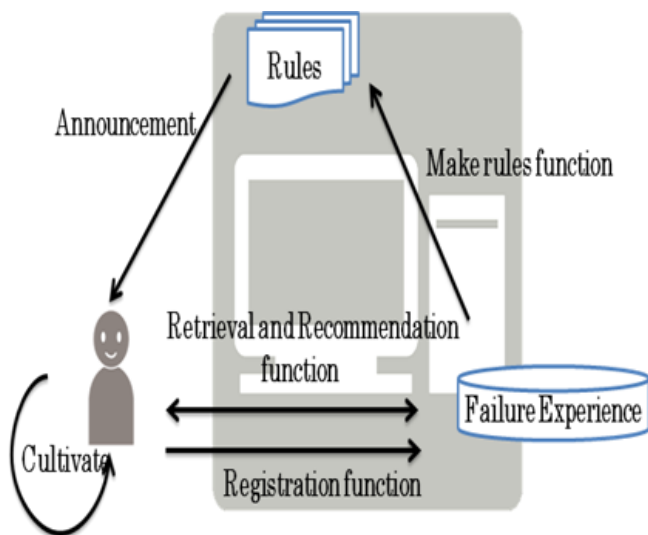 Rules
Announcement
Make rules function
Retrieval and Recommendation
function
Failure Experience
Cultivate
Registration function